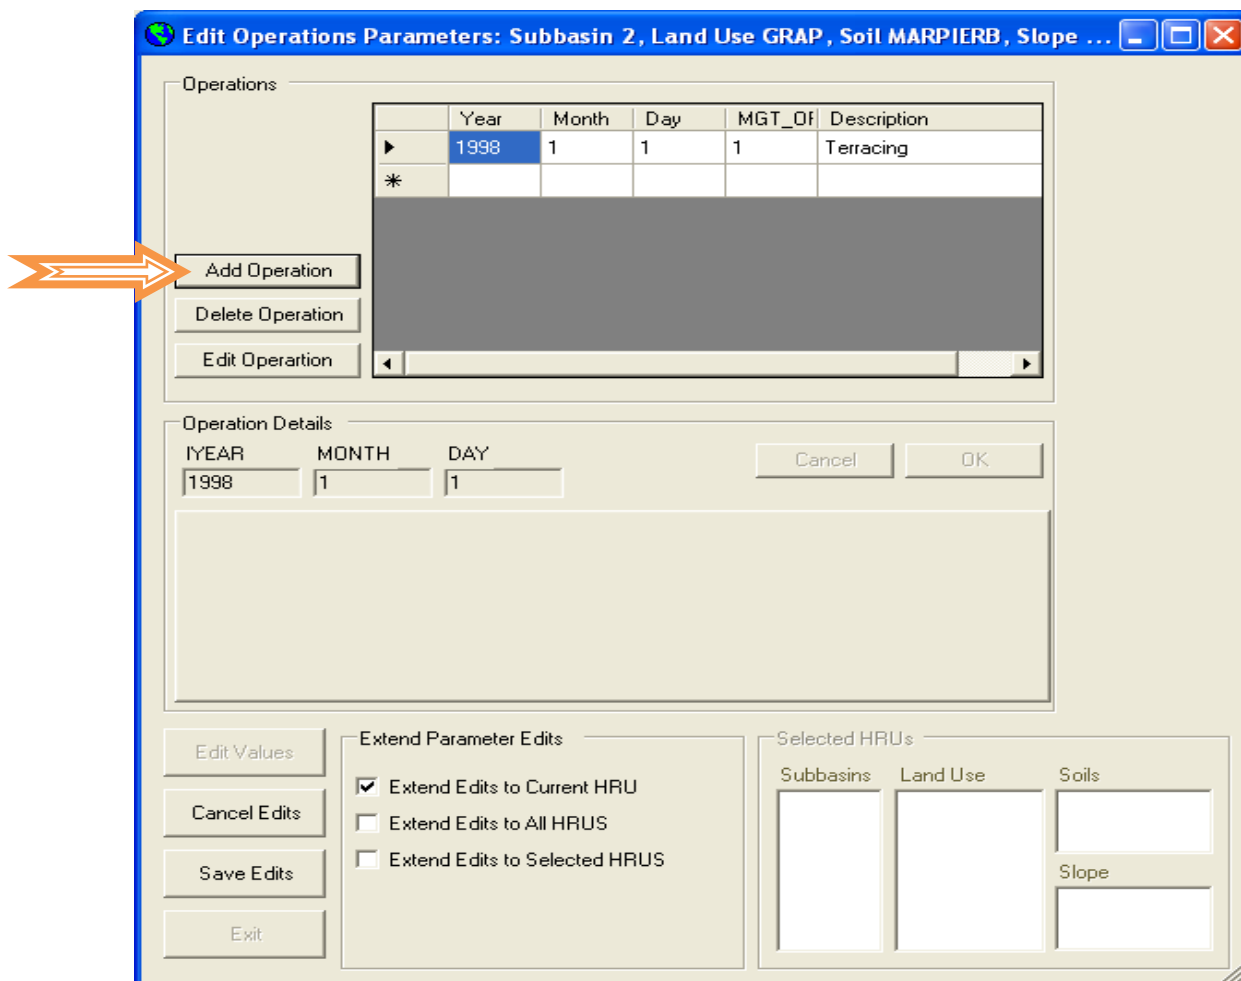 Edit Operations Parameters: Subbasin 2, Land Use GRAP, Soil MARPIERB, Slope ...
Operations
Year Month Day MGT_OF Description
1998 1 1 1 Terracing
Add Operation
Delete Operation
Edit Operartion
Operation Details
IYEAR MONTH DAY
Cancel OK
1998 1 1
Edit Values
Cancel Edits
Save Edits
Exit
Extend Parameter Edits
Extend Edits to Current HRU
Extend Edits to All HRUS
Extend Edits to Selected HRUS
Selected HRUs
Subbasins Land Use Soils
Slope